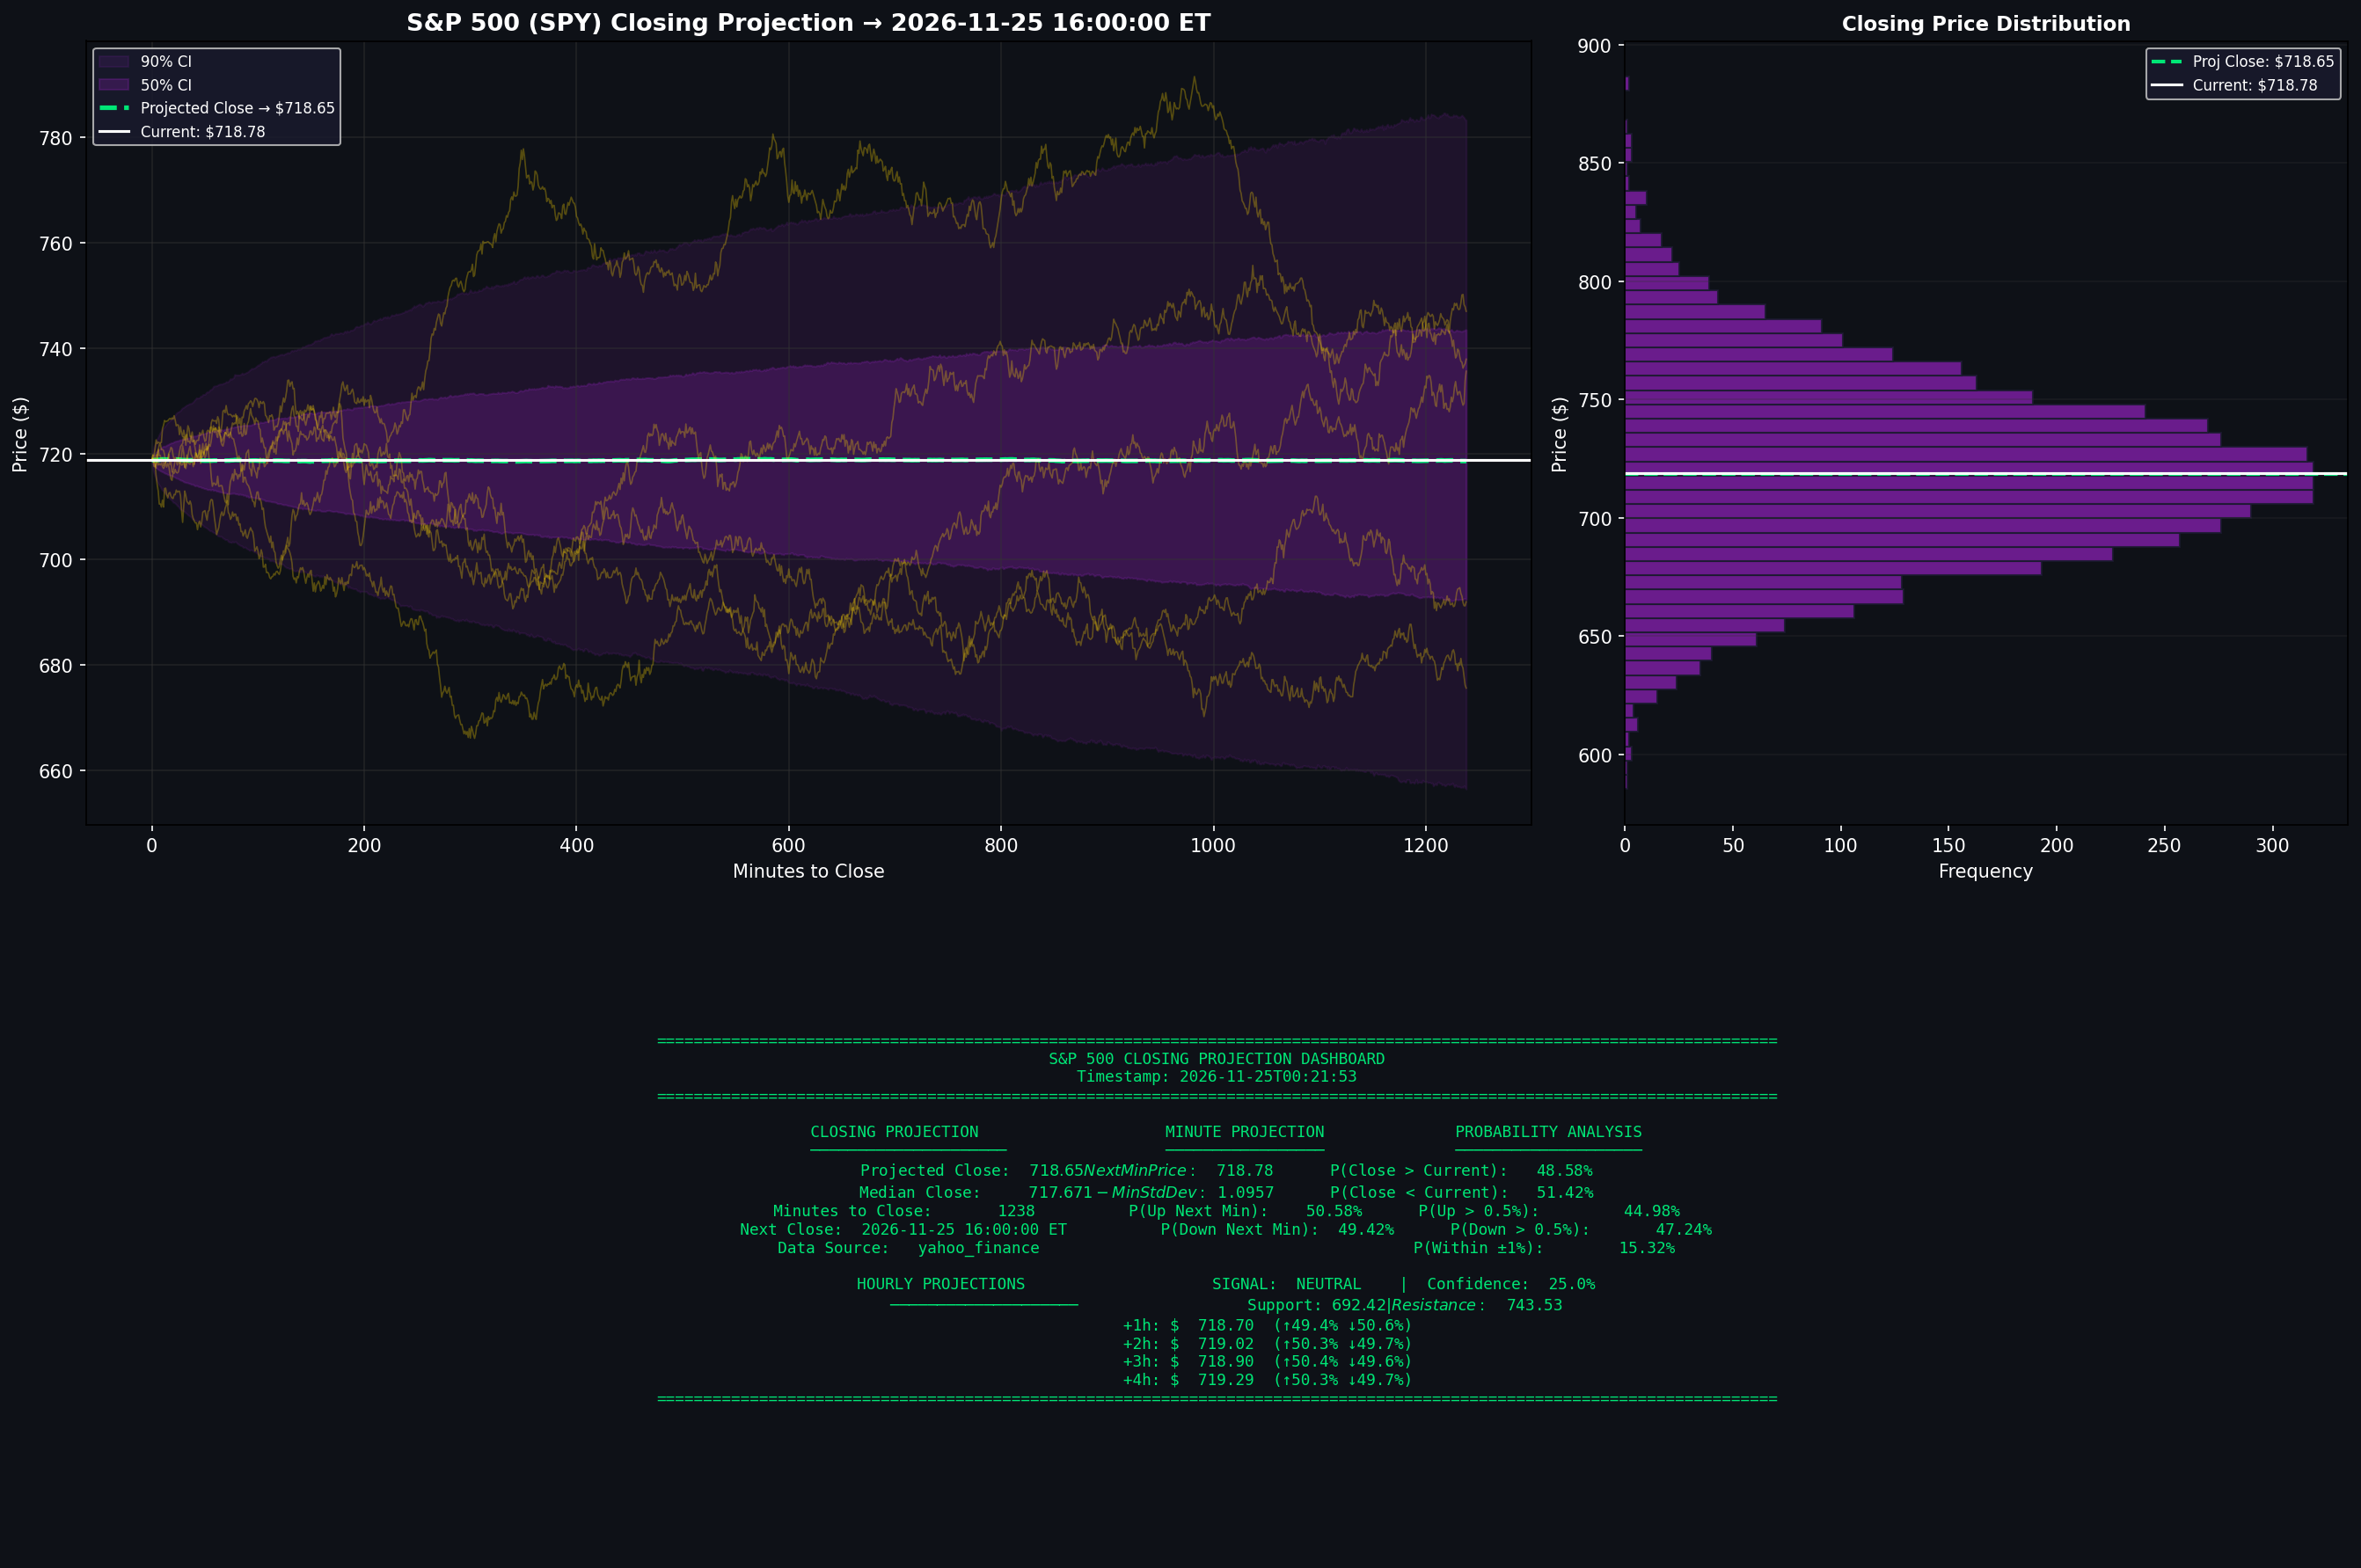 S&P 500 (SPY) Closing Projection → 2026-11-25 16:00:00 ET
90% CI
50% CI
Projected Close → $718.65
Current: $718.78
Price ($)
780
760
740
720
700
680
660
0 200 400 600 800 1000 1200
Minutes to Close
Closing Price Distribution
Proj Close: $718.65
Current: $718.78
Price ($)
900
850
800
750
700
650
600
0 50 100 150 200 250 300
Frequency
S&P 500 CLOSING PROJECTION DASHBOARD
Timestamp: 2026-11-25T00:21:53
CLOSING PROJECTION MINUTE PROJECTION PROBABILITY ANALYSIS
Projected Close: 718.65NextMinPrice: 718.78 P(Close > Current): 48.58%
Median Close: 717.671−MinStdDev: 1.0957 P(Close < Current): 51.42%
Minutes to Close: 1238 P(Up Next Min): 50.58% P(Up > 0.5%): 44.98%
Next Close: 2026-11-25 16:00:00 ET P(Down Next Min): 49.42% P(Down > 0.5%): 47.24%
Data Source: yahoo_finance P(Within ±1%): 15.32%
HOURLY PROJECTIONS SIGNAL: NEUTRAL | Confidence: 25.0%
Support: 692.42|Resistance: 743.53
+1h: $ 718.70 (↑49.4% ↓50.6%)
+2h: $ 719.02 (↑50.3% ↓49.7%)
+3h: $ 718.90 (↑50.4% ↓49.6%)
+4h: $ 719.29 (↑50.3% ↓49.7%)